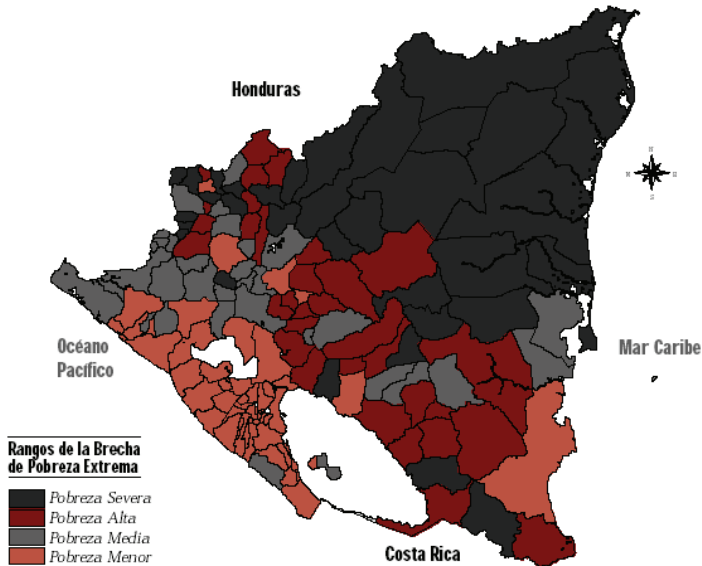 Honduras
Océano
Pacífico
Mar Caribe
Rangos de la Brecha
de Pobreza Extrema
Pobreza Severa
Pobreza Alta
Pobreza Media
Pobreza Menor
Costa Rica